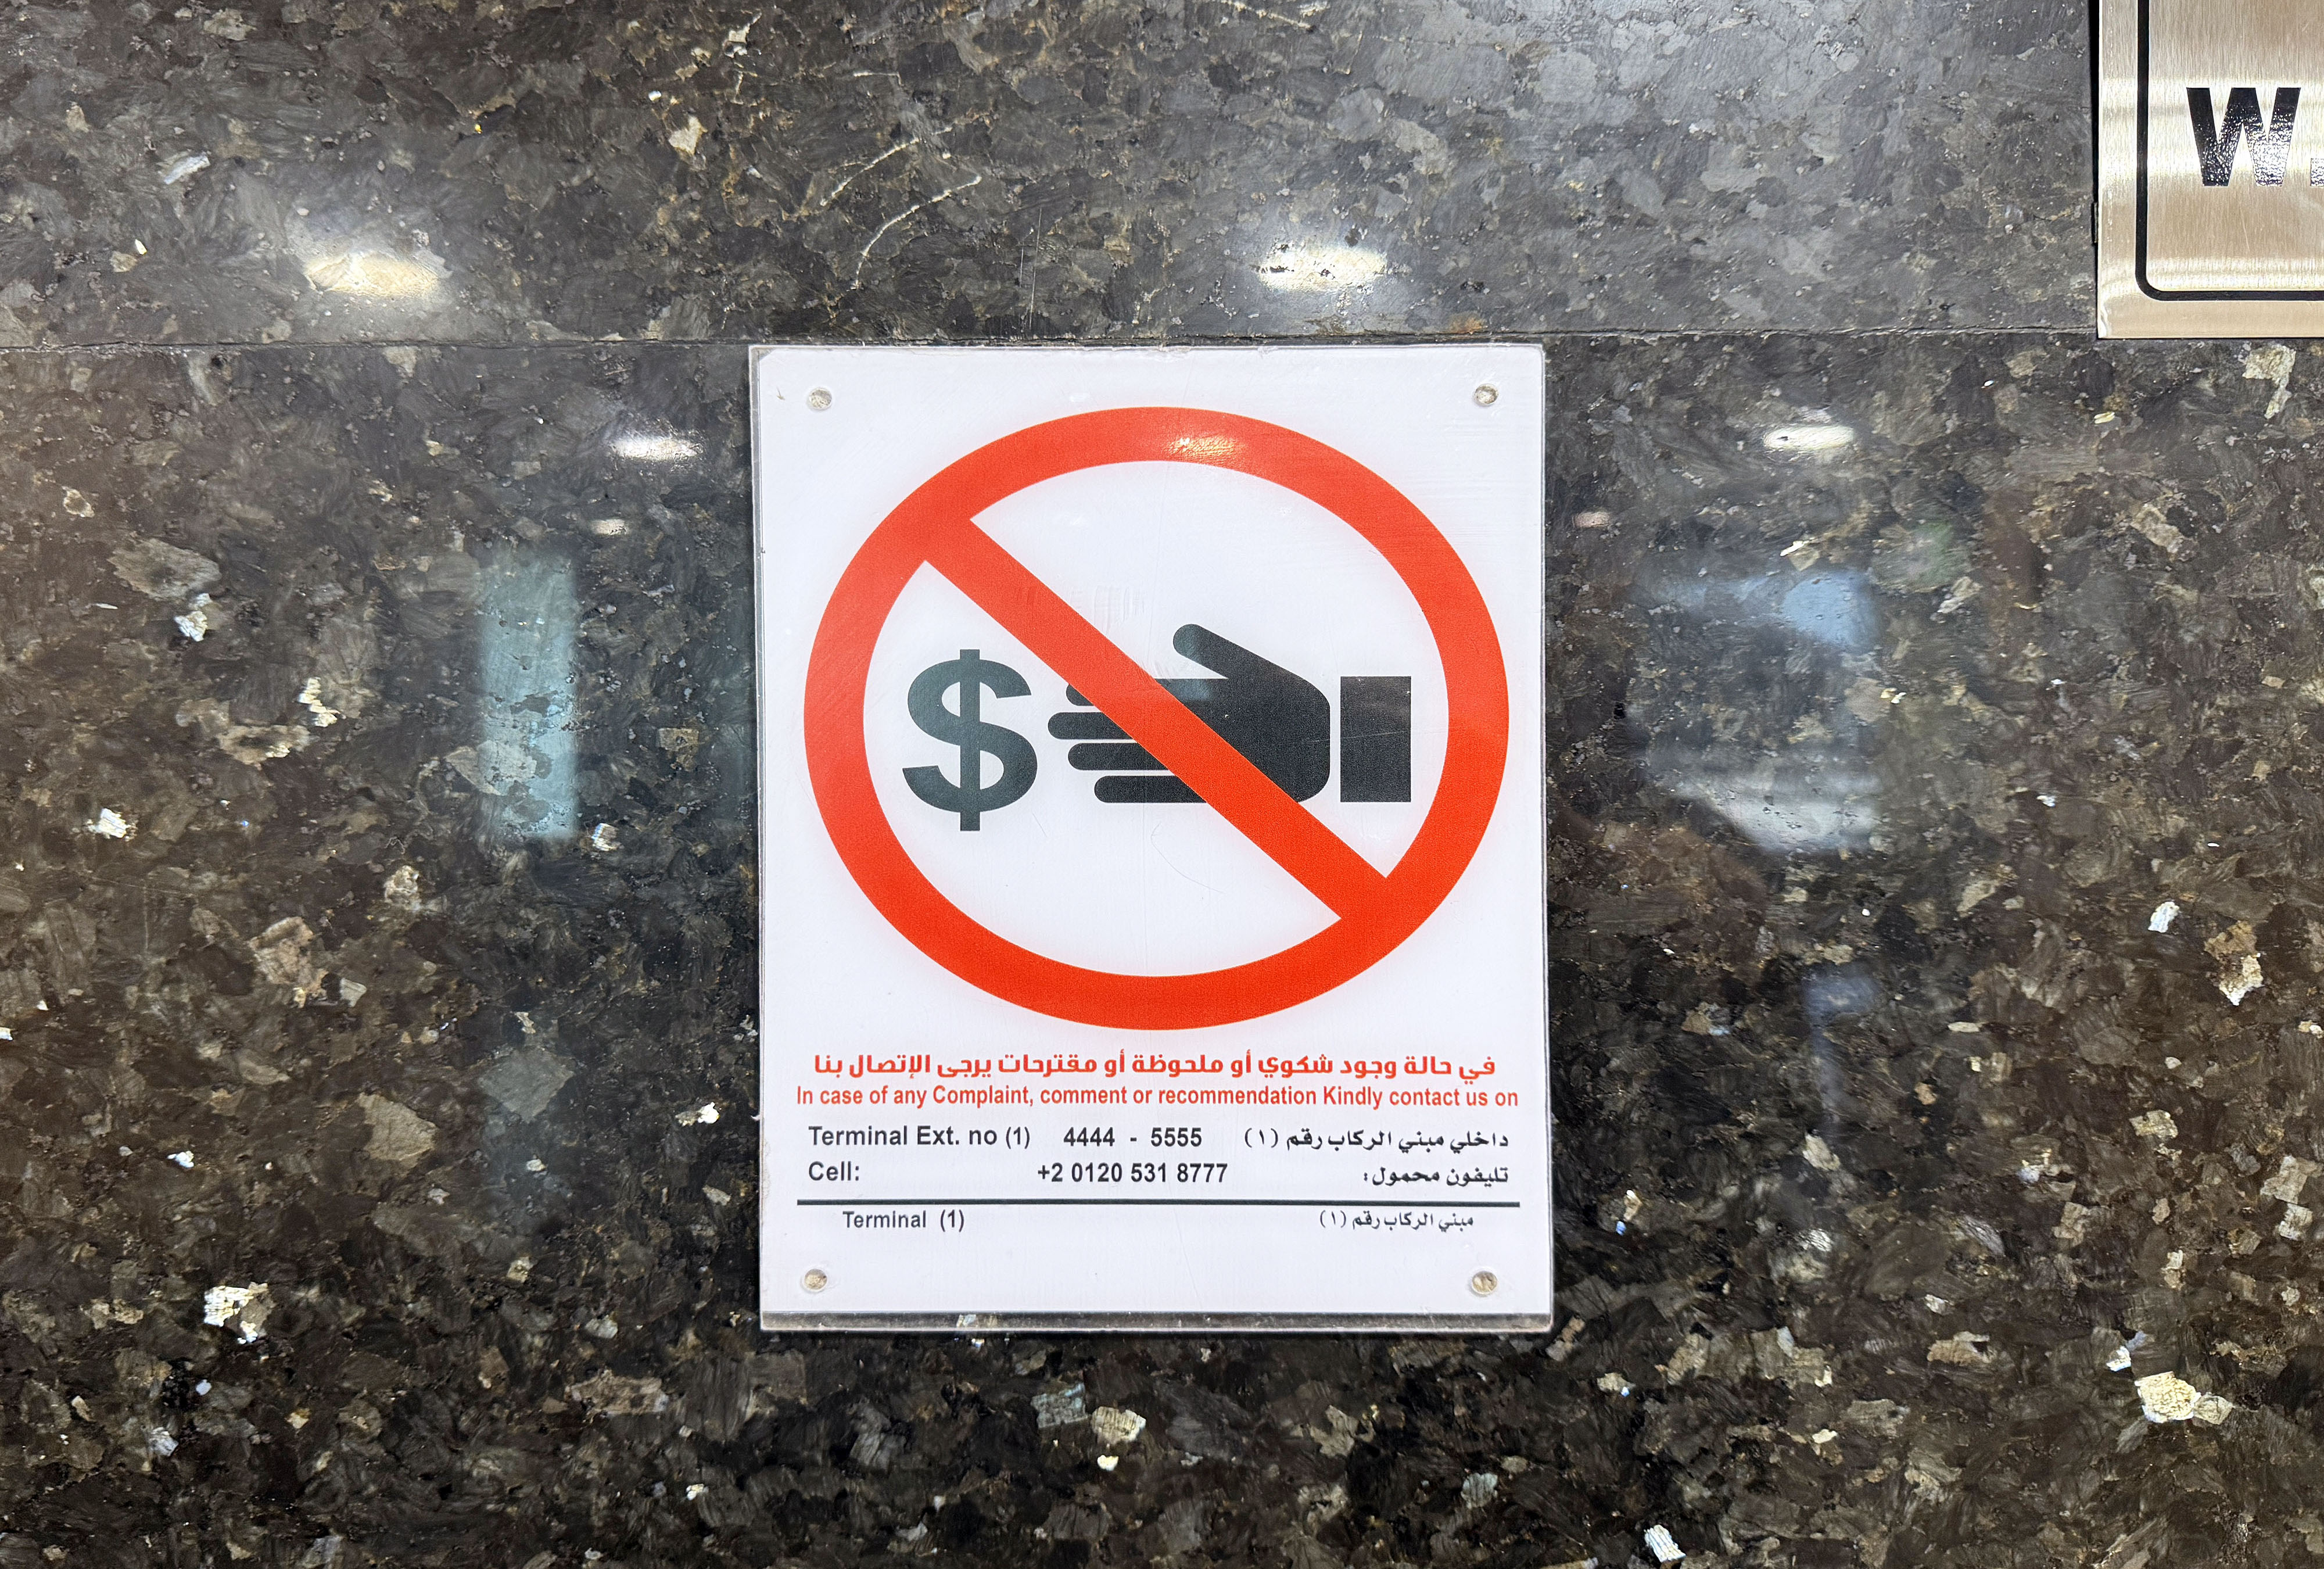 W
$
في حالة وجود شكوي أو ملحوظة أو مقترحات يرجى الإتصال بنا
In case of any Complaint, comment or recommendation Kindly contact us on
Terminal Ext. no (1) 4444 - 5555 داخلي مبني الركاب رقم (١)
Cell: +2 0120 531 8777 تليفون محمول:
Terminal (1) مبني الركاب رقم (١)